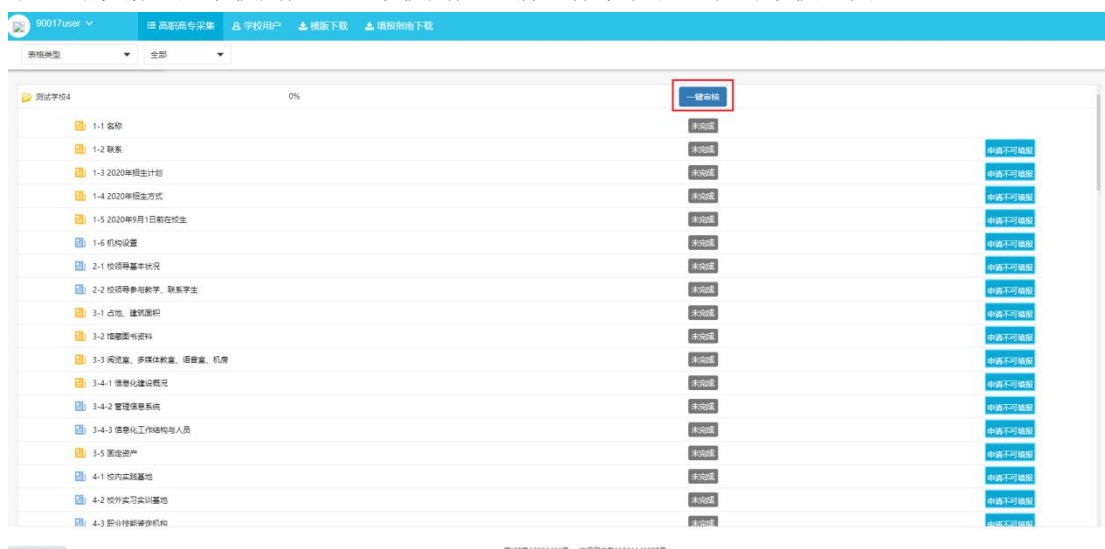 90017user 高职高专采集 学校用户 模版下载 填报指南下载
表格类型 全部
测试学校4 0% 一键审核
1-1 名称 未完成
1-2 联系 未完成 申请不可填报
1-3 2020年招生计划 未完成 申请不可填报
1-4 2020年招生方式 未完成 申请不可填报
1-5 2020年9月1日前在校生 未完成 申请不可填报
1-6 机构设置 未完成 申请不可填报
2-1 校领导基本状况 未完成 申请不可填报
2-2 校领导参与教学、联系学生 未完成 申请不可填报
3-1 占地、建筑面积 未完成 申请不可填报
3-2 馆藏图书资料 未完成 申请不可填报
3-3 阅览室、多媒体教室、语音室、机房 未完成 申请不可填报
3-4-1 信息化建设概况 未完成 申请不可填报
3-4-2 管理信息系统 未完成 申请不可填报
3-4-3 信息化工作结构与人员 未完成 申请不可填报
3-5 固定资产 未完成 申请不可填报
4-1 校内实践基地 未完成 申请不可填报
4-2 校外实习实训基地 未完成 申请不可填报
4-3 职业技能鉴定机构 未完成 申请不可填报